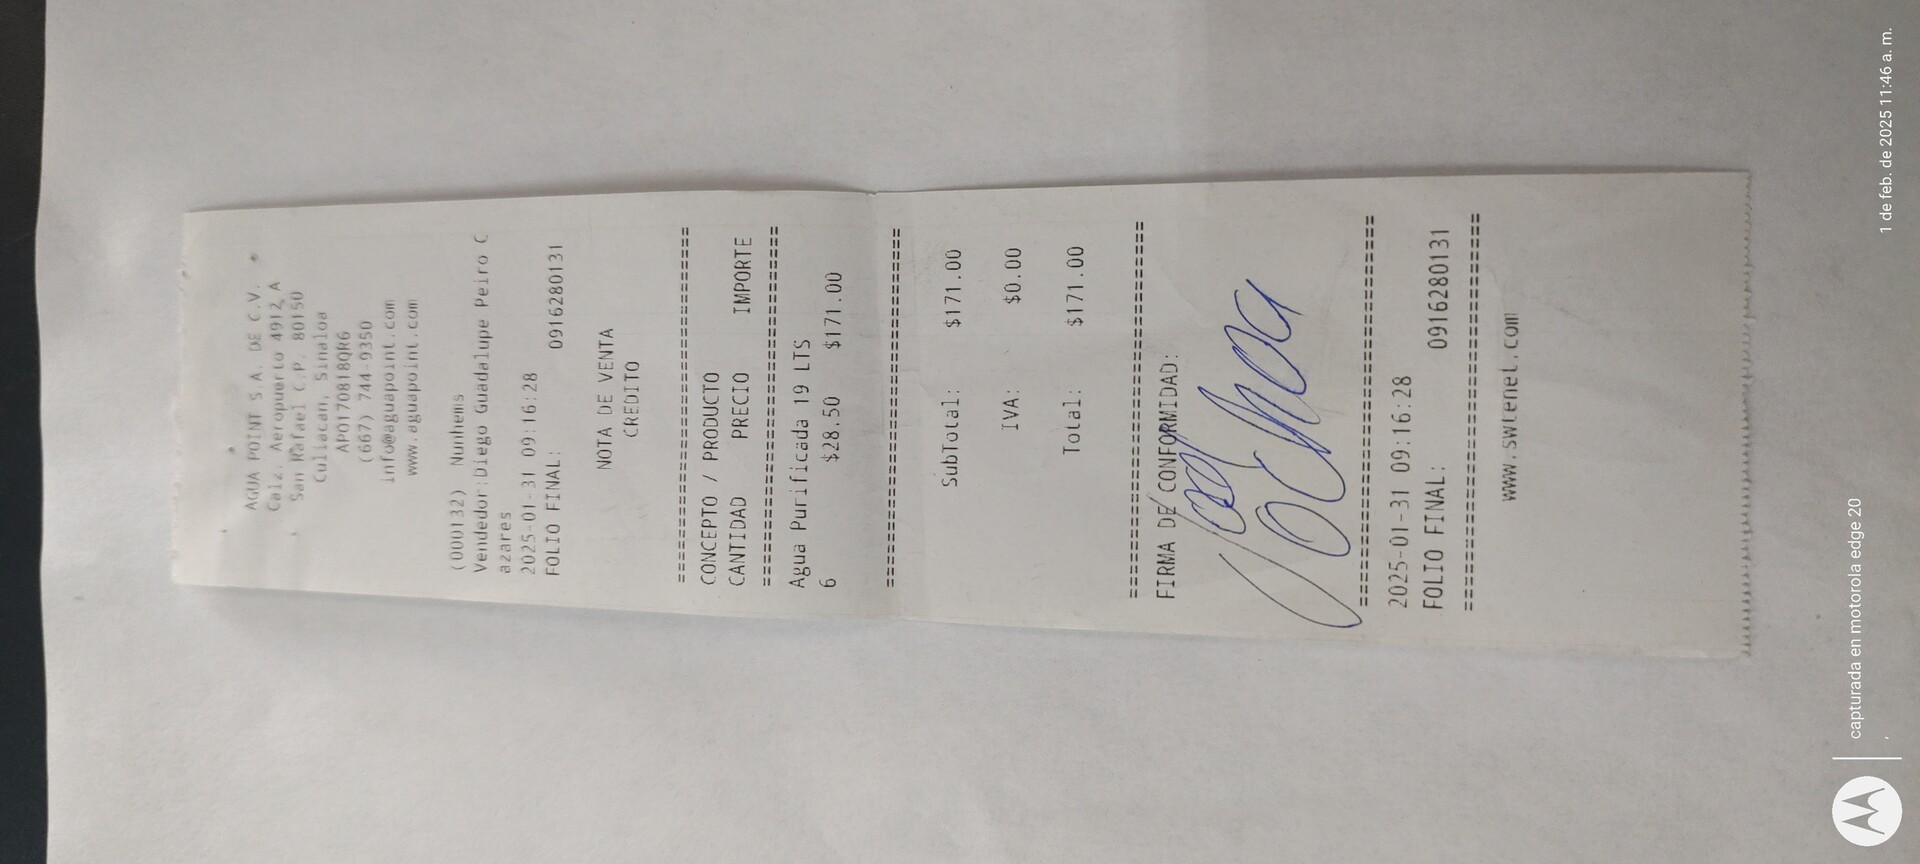 AGUA POINT S.A. DE C.V.
Calz. Aeropuerto 4912 A
San Rafael C.P. 80150
Culiacan, Sinaloa
APO170818QR6
(667) 744-9350
info@aguapoint.com
www.aguapoint.com
(000132) Nunhems
Vendedor:Diego Guadalupe Peiro C
azares
2025-01-31 09:16:28
FOLIO FINAL: 0916280131
NOTA DE VENTA
CREDITO
================================
CONCEPTO / PRODUCTO
CANTIDAD PRECIO IMPORTE
================================
Agua Purificada 19 LTS
6 $28.50 $171.00
================================
SubTotal: $171.00
IVA: $0.00
Total: $171.00
================================
FIRMA DE CONFORMIDAD:
================================
2025-01-31 09:16:28
FOLIO FINAL: 0916280131
================================
www.swfenet.com
capturada en motorola edge 20
1 de feb. de 2025 11:46 a. m.